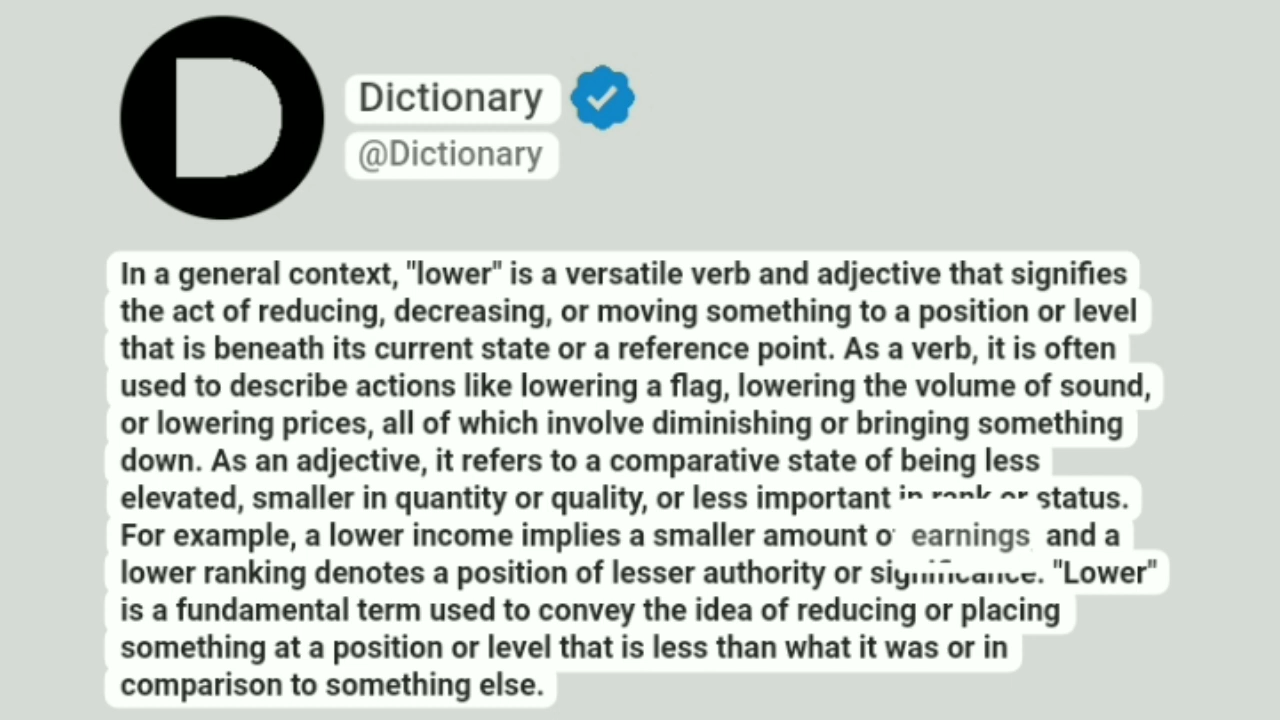 D
Dictionary
@Dictionary
In a general context, "lower" is a versatile verb and adjective that signifies
the act of reducing, decreasing, or moving something to a position or level
that is beneath its current state or a reference point. As a verb, it is often
used to describe actions like lowering a flag, lowering the volume of sound,
or lowering prices, all of which involve diminishing or bringing something
down. As an adjective, it refers to a comparative state of being less
elevated, smaller in quantity or quality, or less important in rank or status.
For example, a lower income implies a smaller amount earnings and a
lower ranking denotes a position of lesser authority or significance. "Lower"
is a fundamental term used to convey the idea of reducing or placing
something at a position or level that is less than what it was or in
comparison to something else.